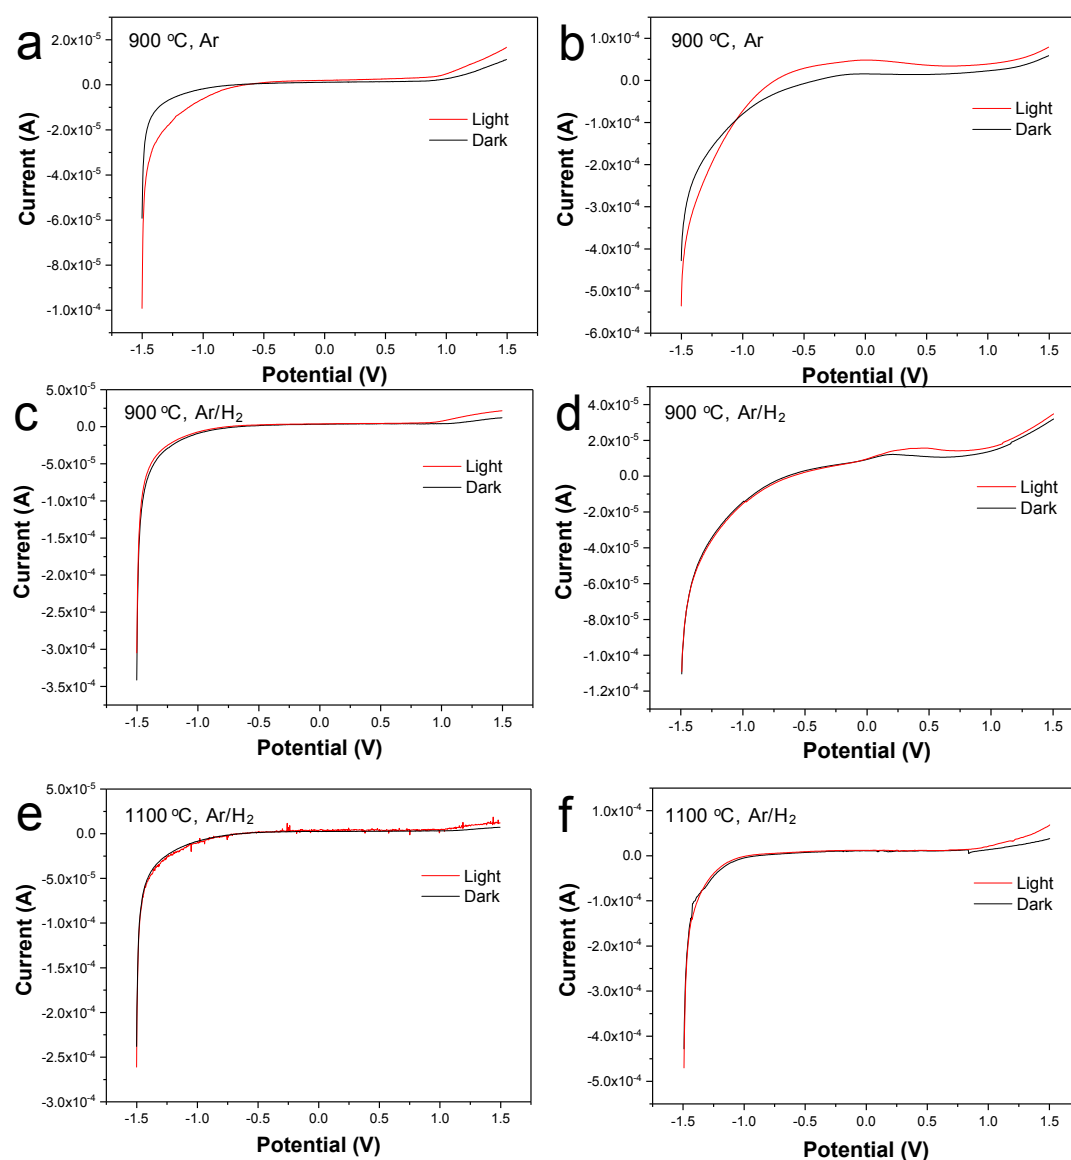 a
900 °C, Ar
2.0x10⁻⁵
0.0
-2.0x10⁻⁵
-4.0x10⁻⁵
-6.0x10⁻⁵
-8.0x10⁻⁵
-1.0x10⁻⁴
Current (A)
Light
Dark
-1.5 -1.0 -0.5 0.0 0.5 1.0 1.5
Potential (V)
b
900 °C, Ar
1.0x10⁻⁴
0.0
-1.0x10⁻⁴
-2.0x10⁻⁴
-3.0x10⁻⁴
-4.0x10⁻⁴
-5.0x10⁻⁴
-6.0x10⁻⁴
Current (A)
Light
Dark
-1.5 -1.0 -0.5 0.0 0.5 1.0 1.5
Potential (V)
c
900 °C, Ar/H₂
5.0x10⁻⁵
0.0
-5.0x10⁻⁵
-1.0x10⁻⁴
-1.5x10⁻⁴
-2.0x10⁻⁴
-2.5x10⁻⁴
-3.0x10⁻⁴
-3.5x10⁻⁴
Current (A)
Light
Dark
-1.5 -1.0 -0.5 0.0 0.5 1.0 1.5
Potential (V)
d
900 °C, Ar/H₂
4.0x10⁻⁵
2.0x10⁻⁵
0.0
-2.0x10⁻⁵
-4.0x10⁻⁵
-6.0x10⁻⁵
-8.0x10⁻⁵
-1.0x10⁻⁴
-1.2x10⁻⁴
Current (A)
Light
Dark
-1.5 -1.0 -0.5 0.0 0.5 1.0 1.5
Potential (V)
e
1100 °C, Ar/H₂
5.0x10⁻⁵
0.0
-5.0x10⁻⁵
-1.0x10⁻⁴
-1.5x10⁻⁴
-2.0x10⁻⁴
-2.5x10⁻⁴
-3.0x10⁻⁴
Current (A)
Light
Dark
-1.5 -1.0 -0.5 0.0 0.5 1.0 1.5
Potential (V)
f
1100 °C, Ar/H₂
1.0x10⁻⁴
0.0
-1.0x10⁻⁴
-2.0x10⁻⁴
-3.0x10⁻⁴
-4.0x10⁻⁴
-5.0x10⁻⁴
Current (A)
Light
Dark
-1.5 -1.0 -0.5 0.0 0.5 1.0 1.5
Potential (V)